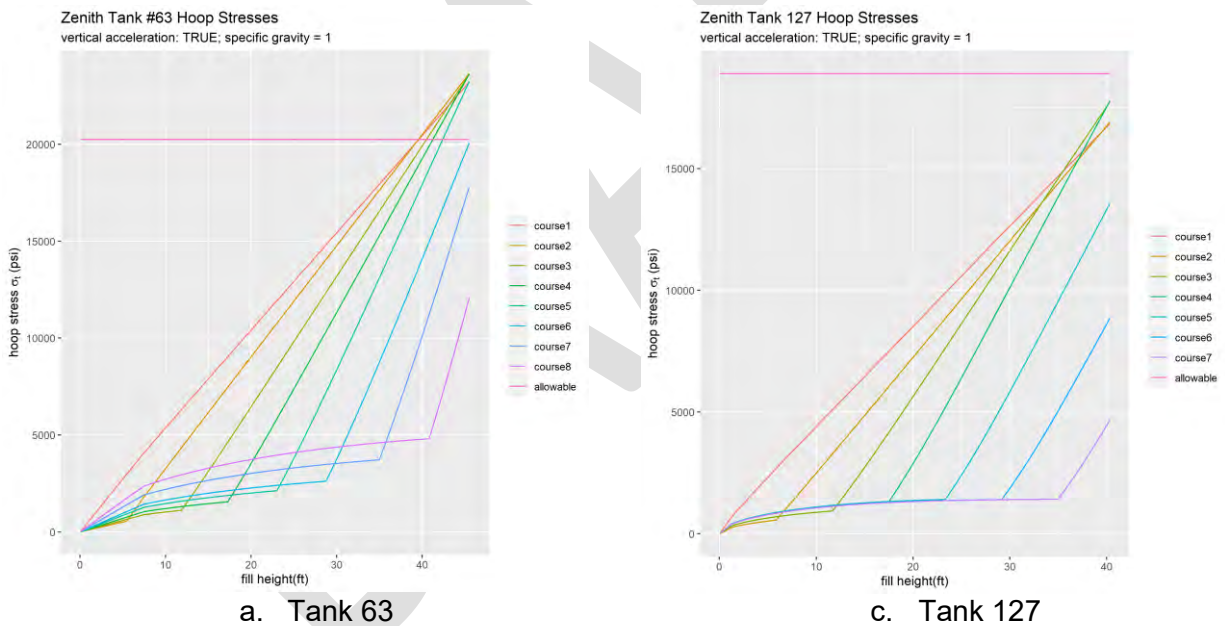 Zenith Tank #63 Hoop Stresses
vertical acceleration: TRUE; specific gravity = 1
20000
15000
10000
5000
0
hoop stress σt (psi)
0
10
20
30
40
fill height(ft)
course1
course2
course3
course4
course5
course6
course7
course8
allowable
a. Tank 63
Zenith Tank 127 Hoop Stresses
vertical acceleration: TRUE; specific gravity = 1
15000
10000
5000
0
hoop stress σt (psi)
0
10
20
30
40
fill height(ft)
course1
course2
course3
course4
course5
course6
course7
allowable
c. Tank 127